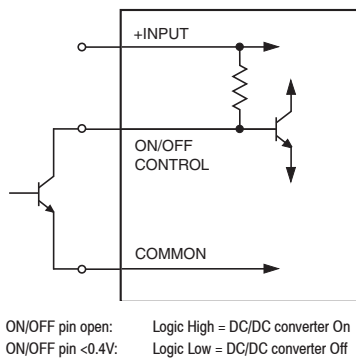 +INPUT
ON/OFF
CONTROL
COMMON
ON/OFF pin open: Logic High = DC/DC converter On
ON/OFF pin <0.4V: Logic Low = DC/DC converter Off